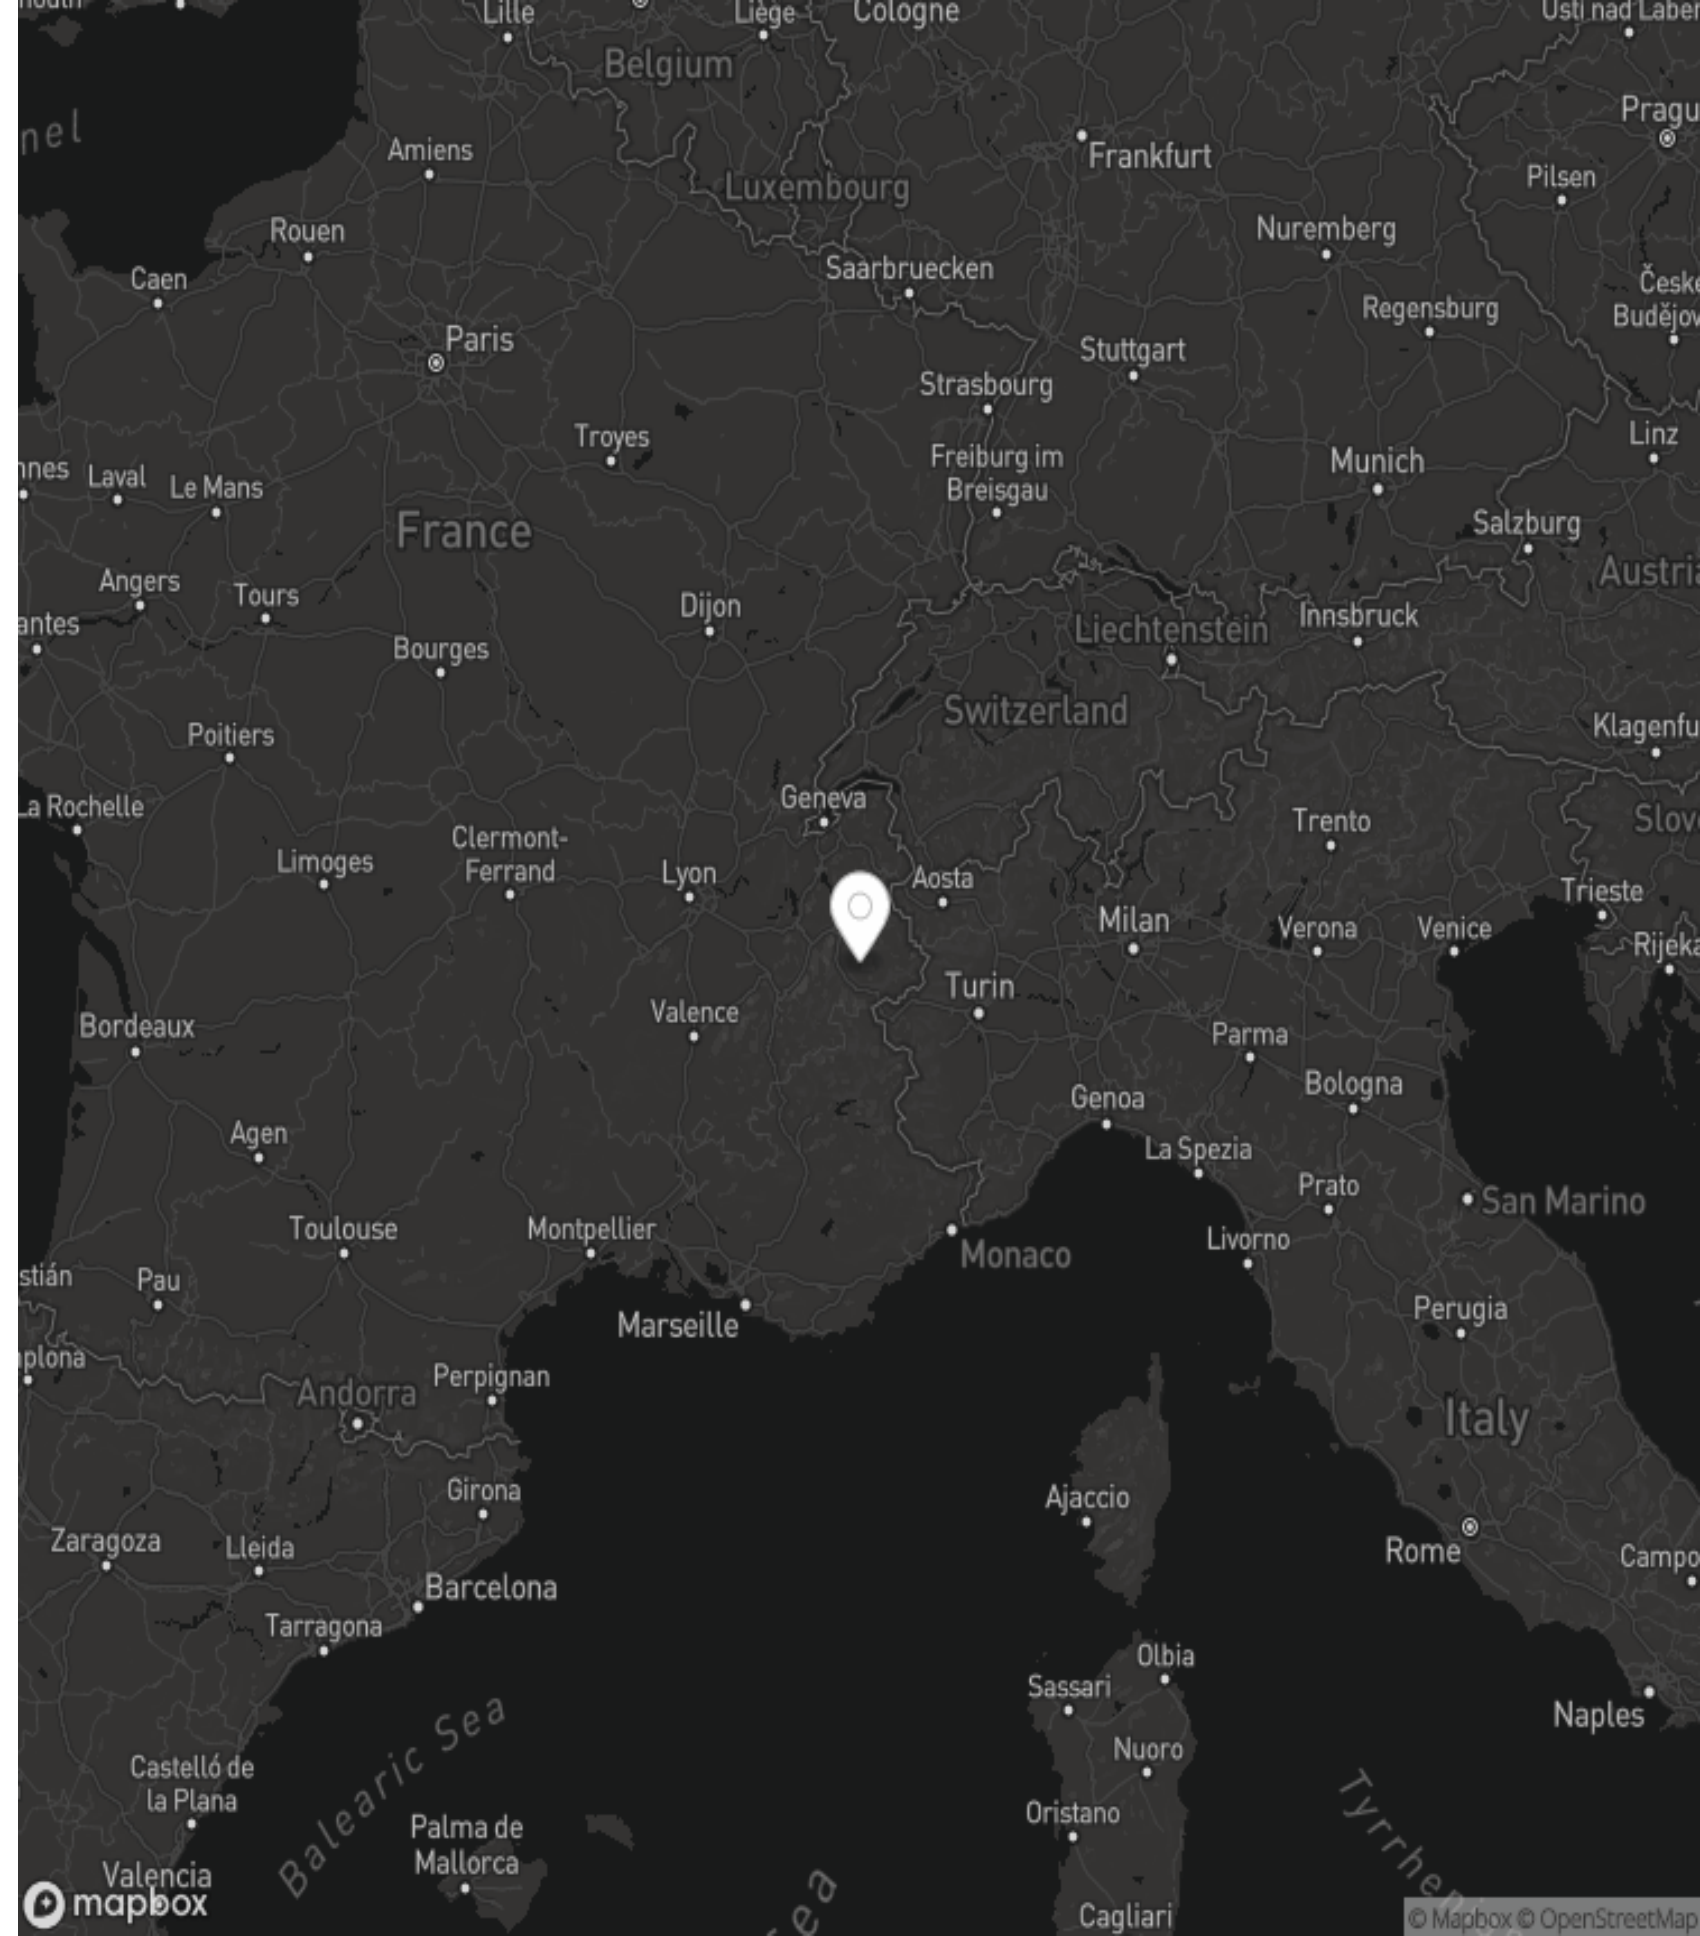 Lille
Liège
Cologne
Belgium
nel
Amiens
Frankfurt
Luxembourg
Pilsen
Rouen
Nuremberg
Saarbruecken
Caen
Regensburg
Paris
Stuttgart
Strasbourg
Troyes
Linz
Freiburg im
Breisgau
Munich
nnes
Laval
Le Mans
Salzburg
France
Angers
Tours
Dijon
Innsbruck
Liechtenstein
antes
Bourges
Switzerland
Klagenfu
Poitiers
Geneva
La Rochelle
Trento
Slov
Clermont-
Ferrand
Limoges
Lyon
Aosta
Trieste
Milan
Verona
Venice
Rijeka
Turin
Valence
Bordeaux
Parma
Bologna
Genoa
Agen
La Spezia
Prato
San Marino
Toulouse
Montpellier
Livorno
Monaco
stián
Pau
Perugia
Marseille
plona
Perpignan
Andorra
Italy
Girona
Ajaccio
Zaragoza
Lleida
Rome
Campo
Barcelona
Tarragona
Olbia
Sassari
Naples
Nuoro
Balearic Sea
Castelló de
la Plana
Oristano
Palma de
Mallorca
Tyrrhen
Valencia
mapbox
Sea
Cagliari
© Mapbox © OpenStreetMap
Pragu
České
Budějov
Austria